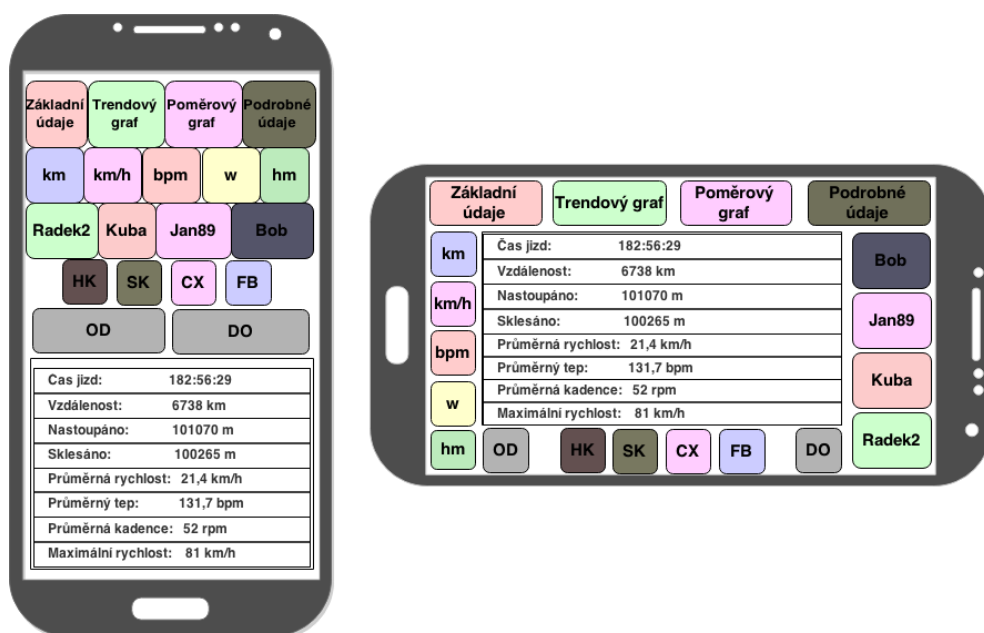 Základní
údaje
Trendový
graf
Poměrový
graf
Podrobné
údaje
km km/h bpm w hm
Radek2 Kuba Jan89 Bob
HK SK CX FB
OD DO
Čas jizd: 182:56:29
Vzdálenost: 6738 km
Nastoupáno: 101070 m
Sklesáno: 100265 m
Průměrná rychlost: 21,4 km/h
Průměrný tep: 131,7 bpm
Průměrná kadence: 52 rpm
Maximální rychlost: 81 km/h
Základní
údaje
Trendový graf
Poměrový
graf
Podrobné
údaje
km
km/h
bpm
w
hm
Čas jizd: 182:56:29
Vzdálenost: 6738 km
Nastoupáno: 101070 m
Sklesáno: 100265 m
Průměrná rychlost: 21,4 km/h
Průměrný tep: 131,7 bpm
Průměrná kadence: 52 rpm
Maximální rychlost: 81 km/h
Bob
Jan89
Kuba
Radek2
OD HK SK CX FB DO